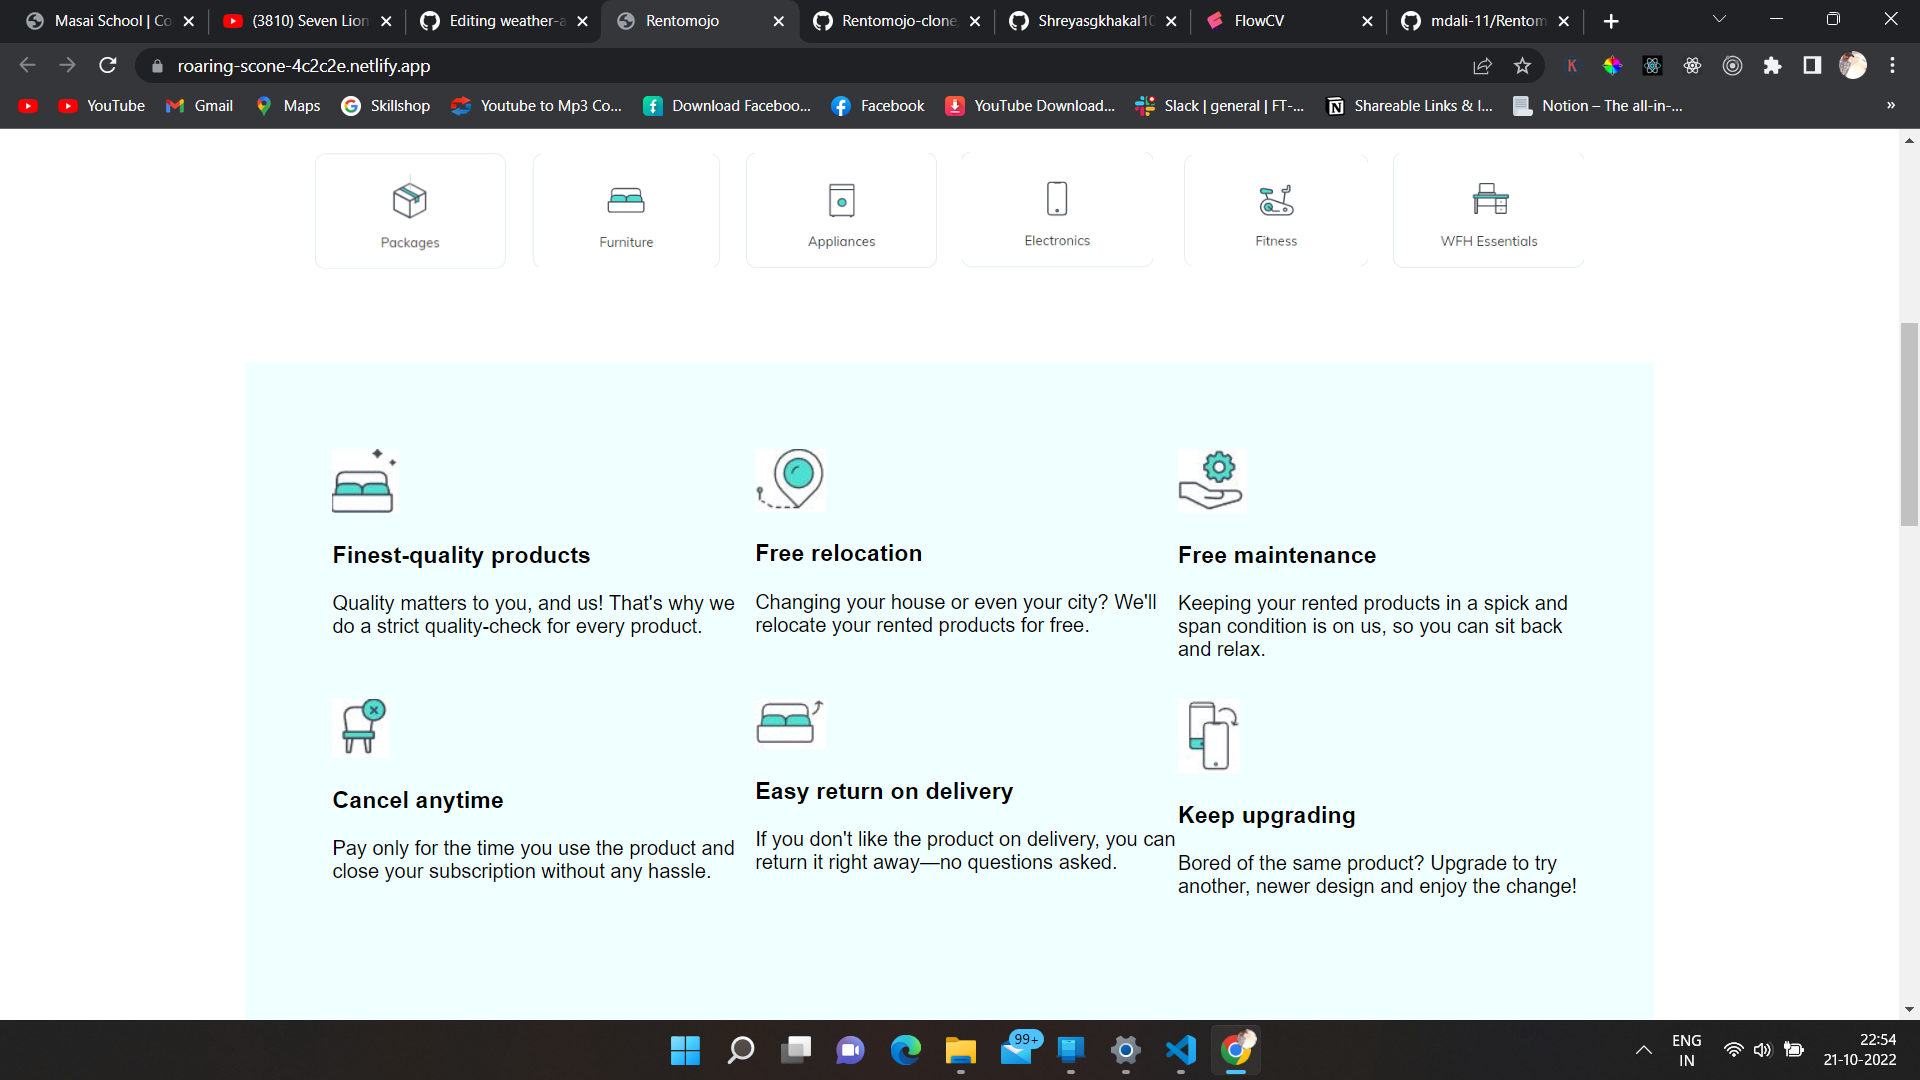 Masai School | Co
(3810) Seven Lion
Editing weather-a
Rentomojo
Rentomojo-clone
Shreyasgkhakal10
FlowCV
mdali-11/Rentom
roaring-scone-4c2c2e.netlify.app
K
YouTube
Gmail
Maps
Skillshop
Youtube to Mp3 Co...
Download Faceboo...
Facebook
YouTube Download...
Slack | general | FT-...
Shareable Links & I...
Notion – The all-in-...
»
Packages
Furniture
Appliances
Electronics
Fitness
WFH Essentials
Finest-quality products
Quality matters to you, and us! That's why we
do a strict quality-check for every product.
Free relocation
Changing your house or even your city? We'll
relocate your rented products for free.
Free maintenance
Keeping your rented products in a spick and
span condition is on us, so you can sit back
and relax.
Cancel anytime
Pay only for the time you use the product and
close your subscription without any hassle.
Easy return on delivery
If you don't like the product on delivery, you can
return it right away—no questions asked.
Keep upgrading
Bored of the same product? Upgrade to try
another, newer design and enjoy the change!
99+
ENG
IN
22:54
21-10-2022